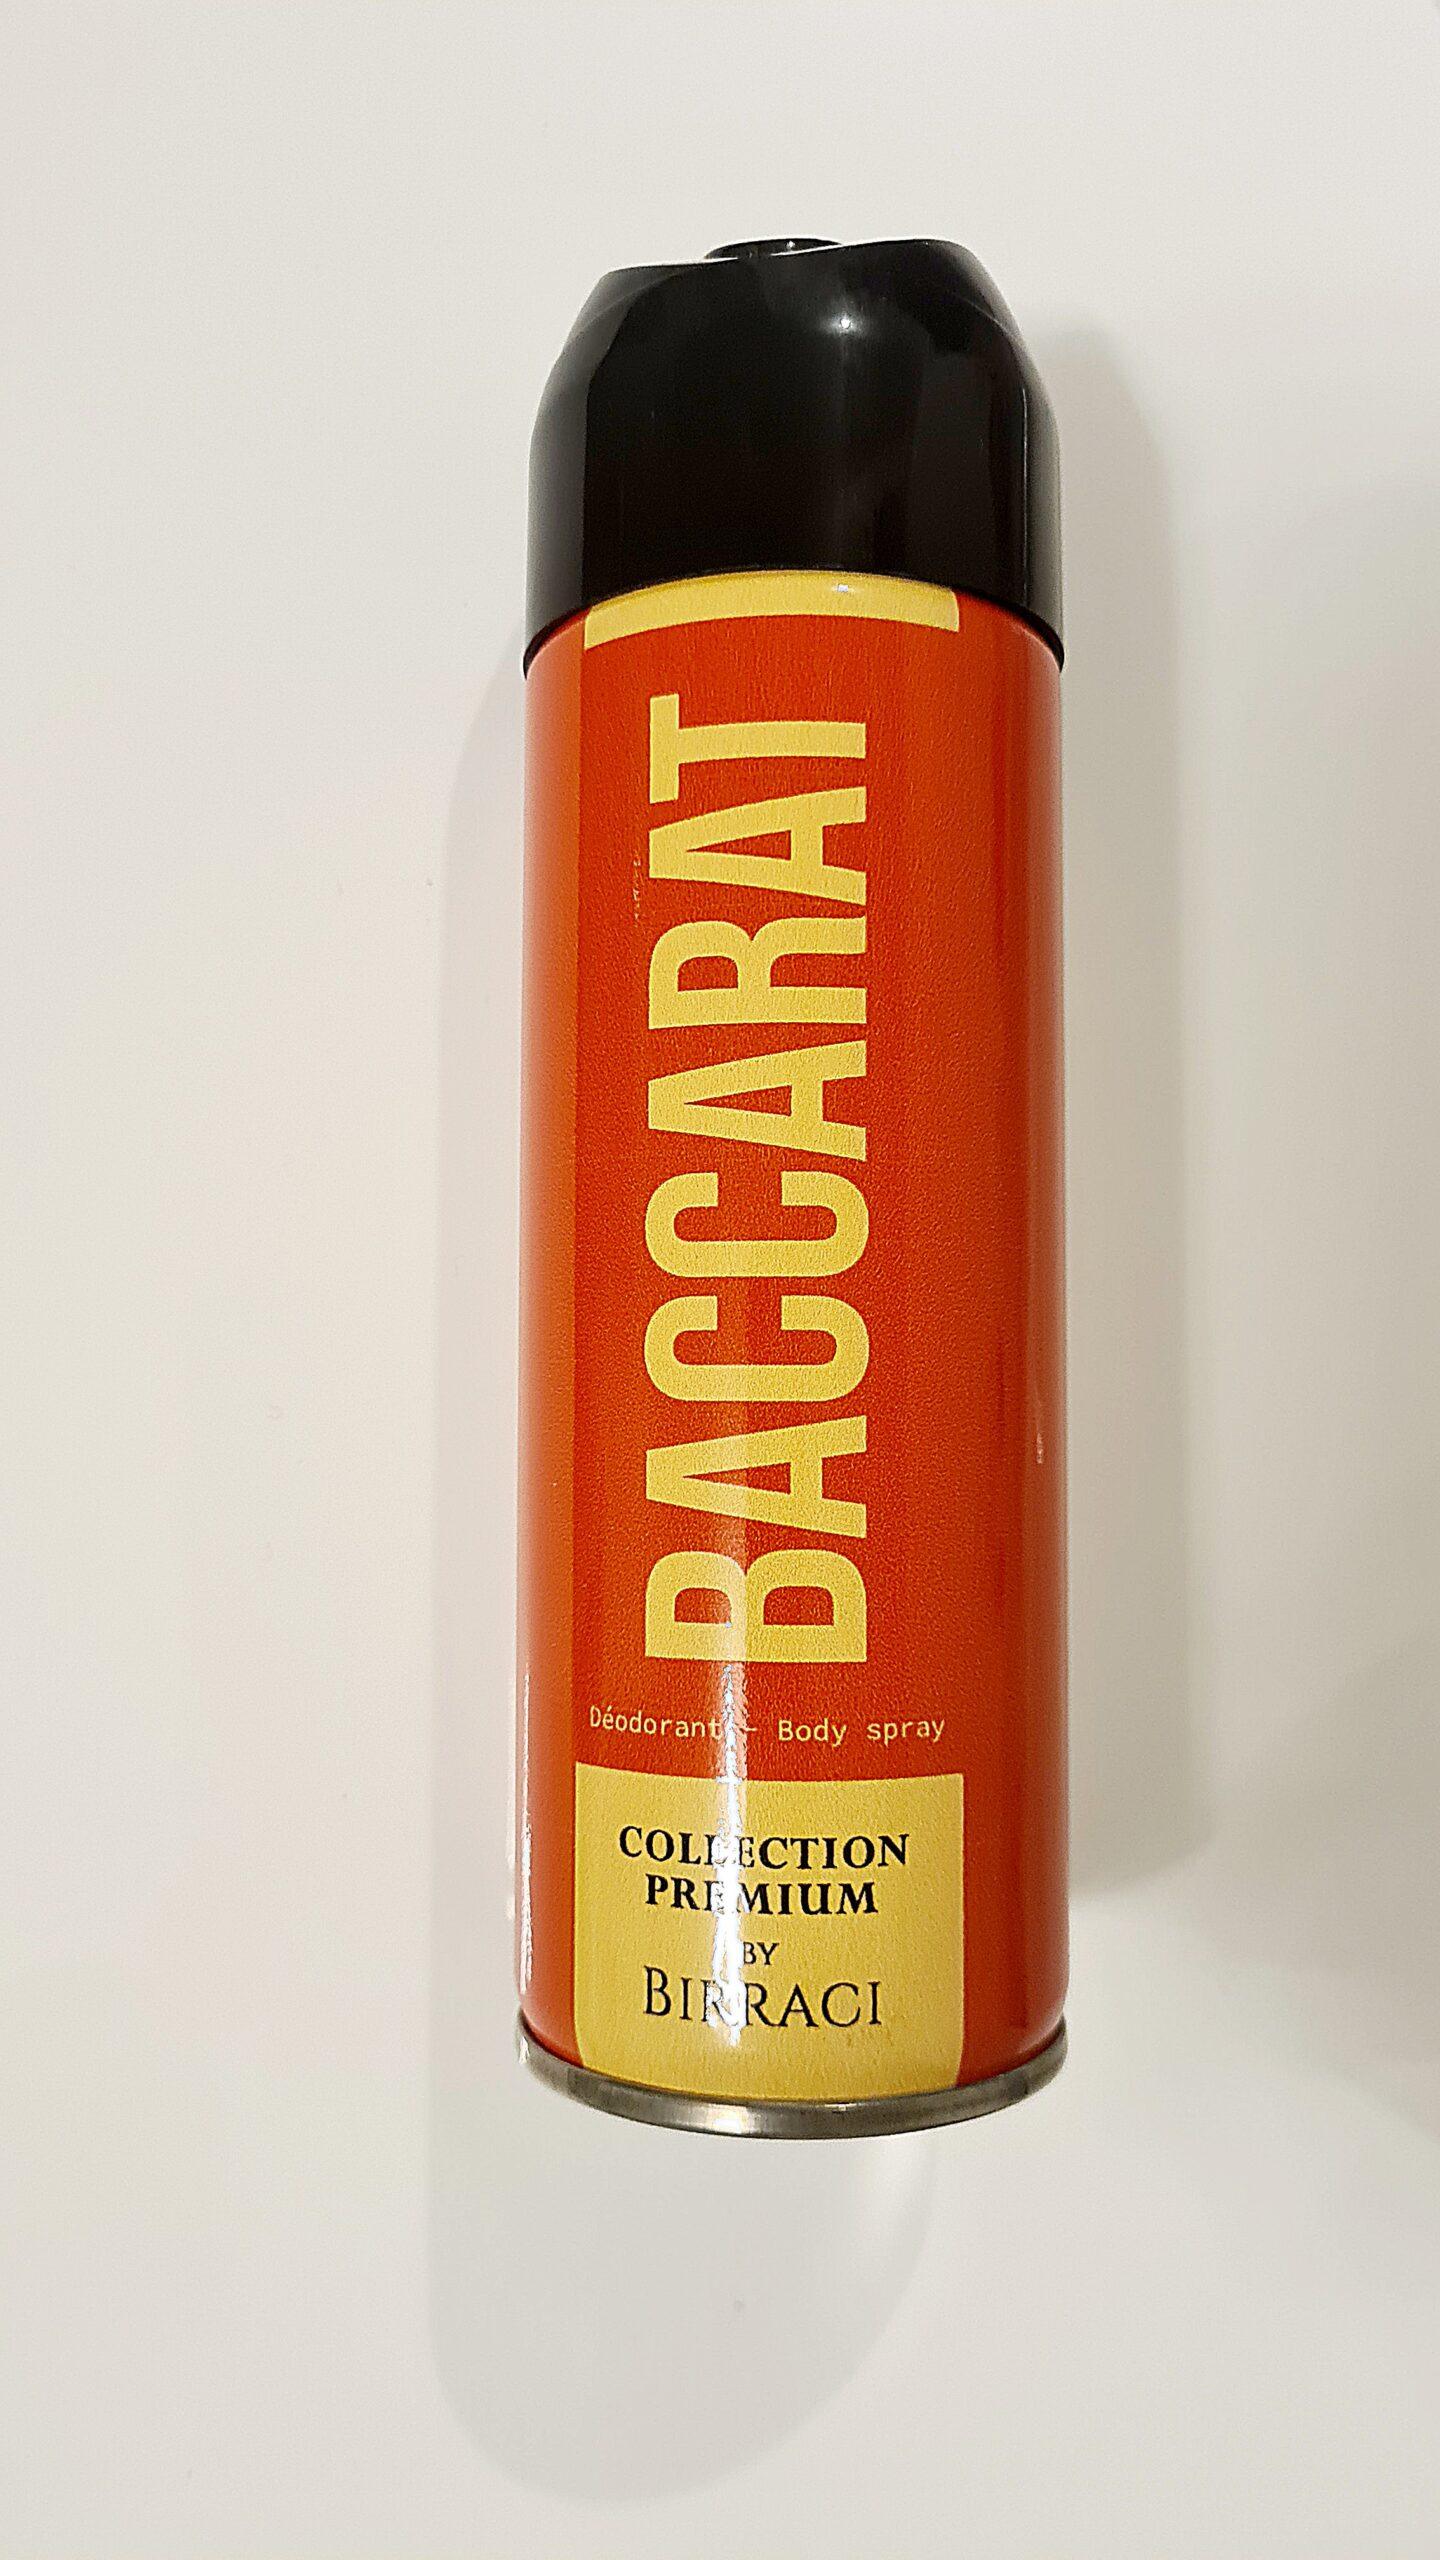 BACCARAT
Déodorant - Body spray
COLLECTION
PREMIUM
BY
BIRRACI